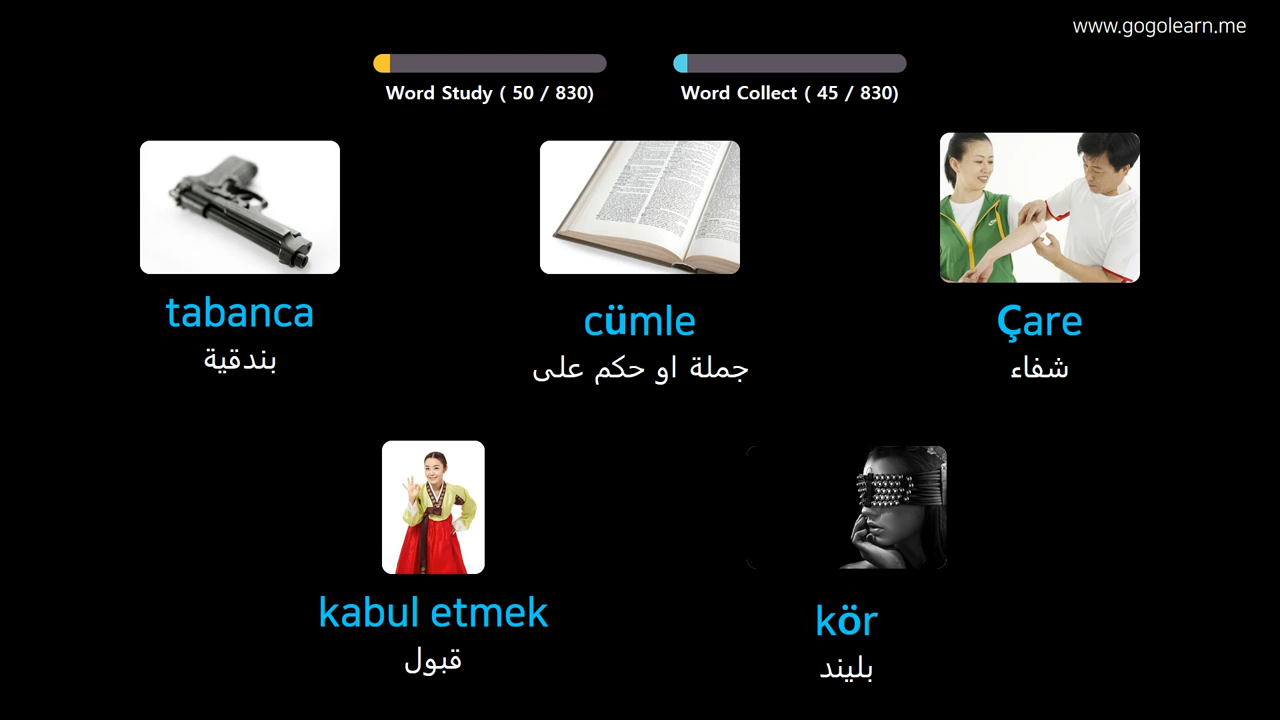 www.gogolearn.me
Word Study ( 50 / 830)
Word Collect ( 45 / 830)
tabanca
بندقية
cümle
جملة او حكم على
Çare
شفاء
kabul etmek
قبول
kör
بليند